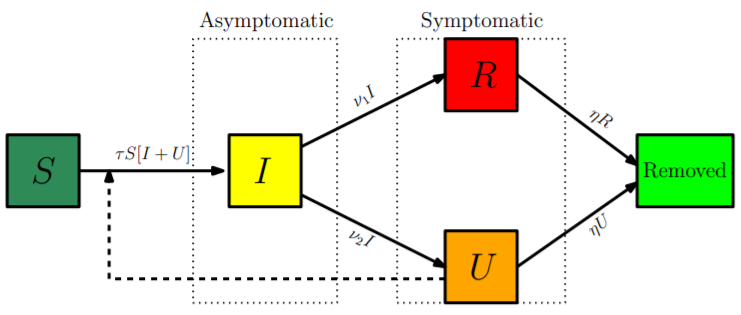 Asymptomatic
Symptomatic
R
ν₁I
ηR
τS[I + U]
S
I
Removed
ν₂I
ηU
U